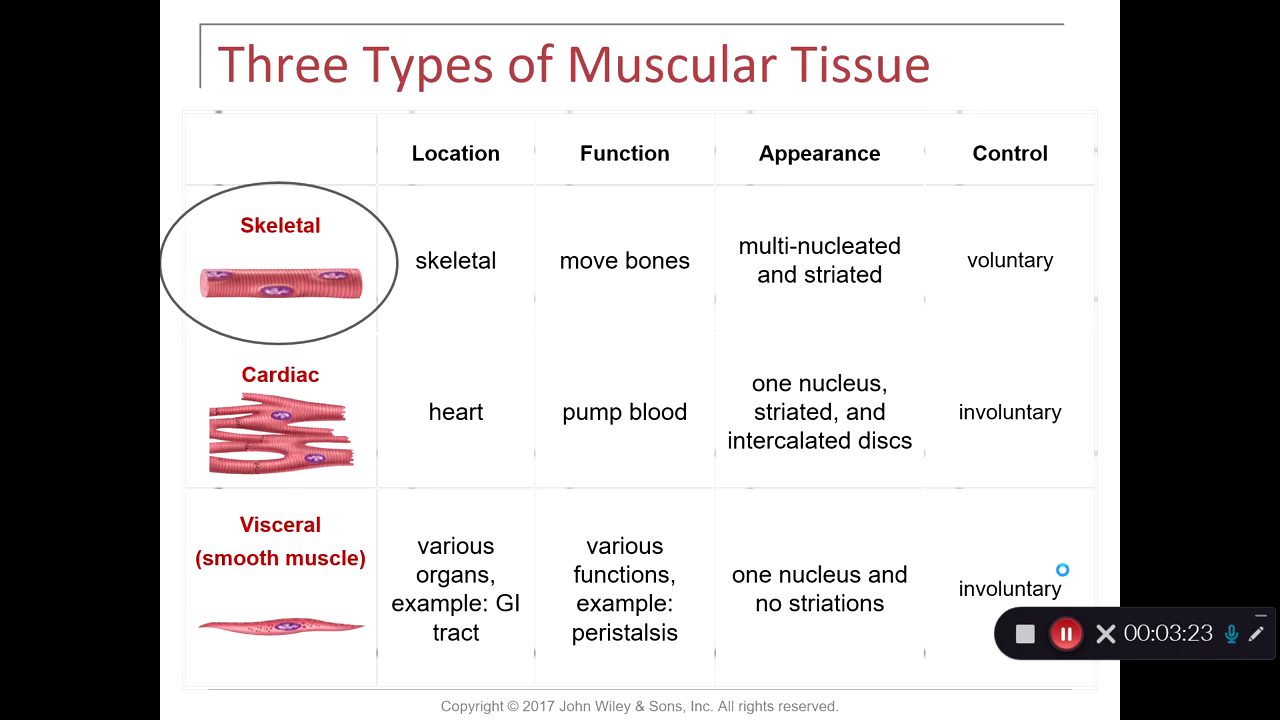 Three Types of Muscular Tissue
Location Function Appearance Control
Skeletal
skeletal
move bones
multi-nucleated
and striated
voluntary
Cardiac
heart
pump blood
one nucleus,
striated, and
intercalated discs
involuntary
Visceral
(smooth muscle)
various
organs,
example: GI
tract
various
functions,
example:
peristalsis
one nucleus and
no striations
involuntary
00:03:23
Copyright © 2017 John Wiley & Sons, Inc. All rights reserved.